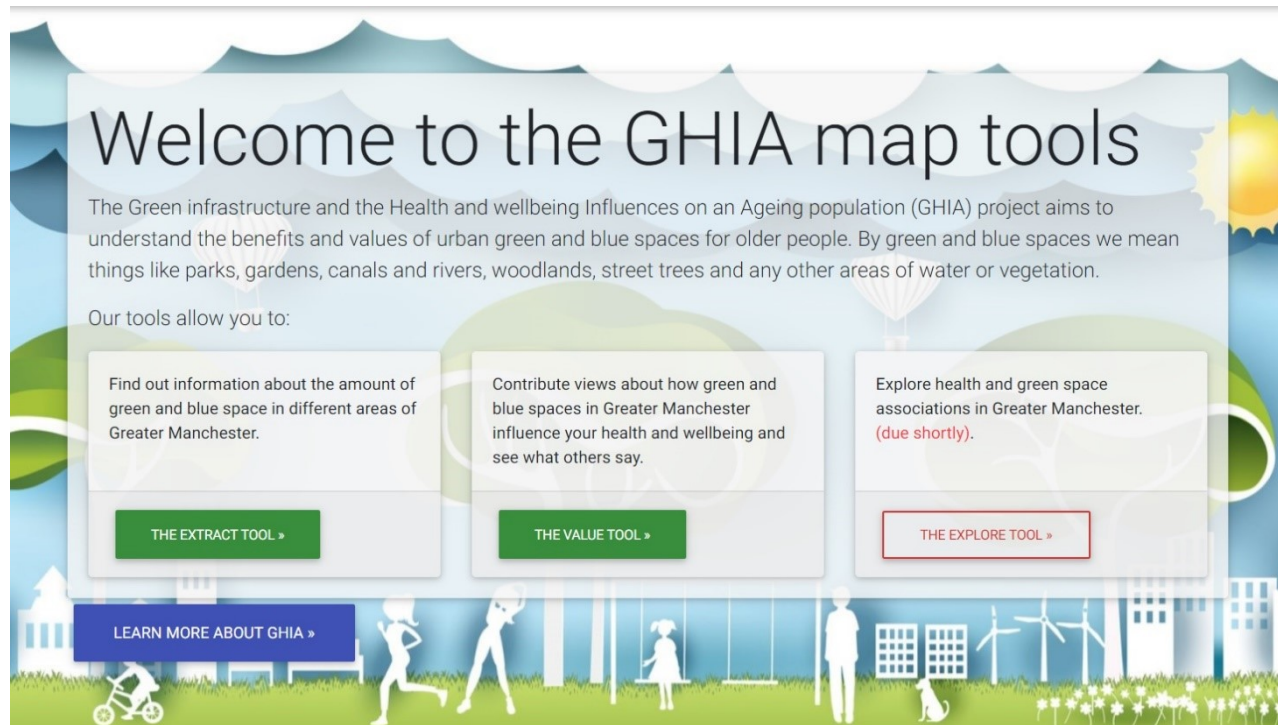 Welcome to the GHIA map tools
The Green infrastructure and the Health and wellbeing Influences on an Ageing population (GHIA) project aims to
understand the benefits and values of urban green and blue spaces for older people. By green and blue spaces we mean
things like parks, gardens, canals and rivers, woodlands, street trees and any other areas of water or vegetation.
Our tools allow you to:
Find out information about the amount of
green and blue space in different areas of
Greater Manchester.
THE EXTRACT TOOL »
Contribute views about how green and
blue spaces in Greater Manchester
influence your health and wellbeing and
see what others say.
THE VALUE TOOL »
Explore health and green space
associations in Greater Manchester.
(due shortly).
THE EXPLORE TOOL »
LEARN MORE ABOUT GHIA »